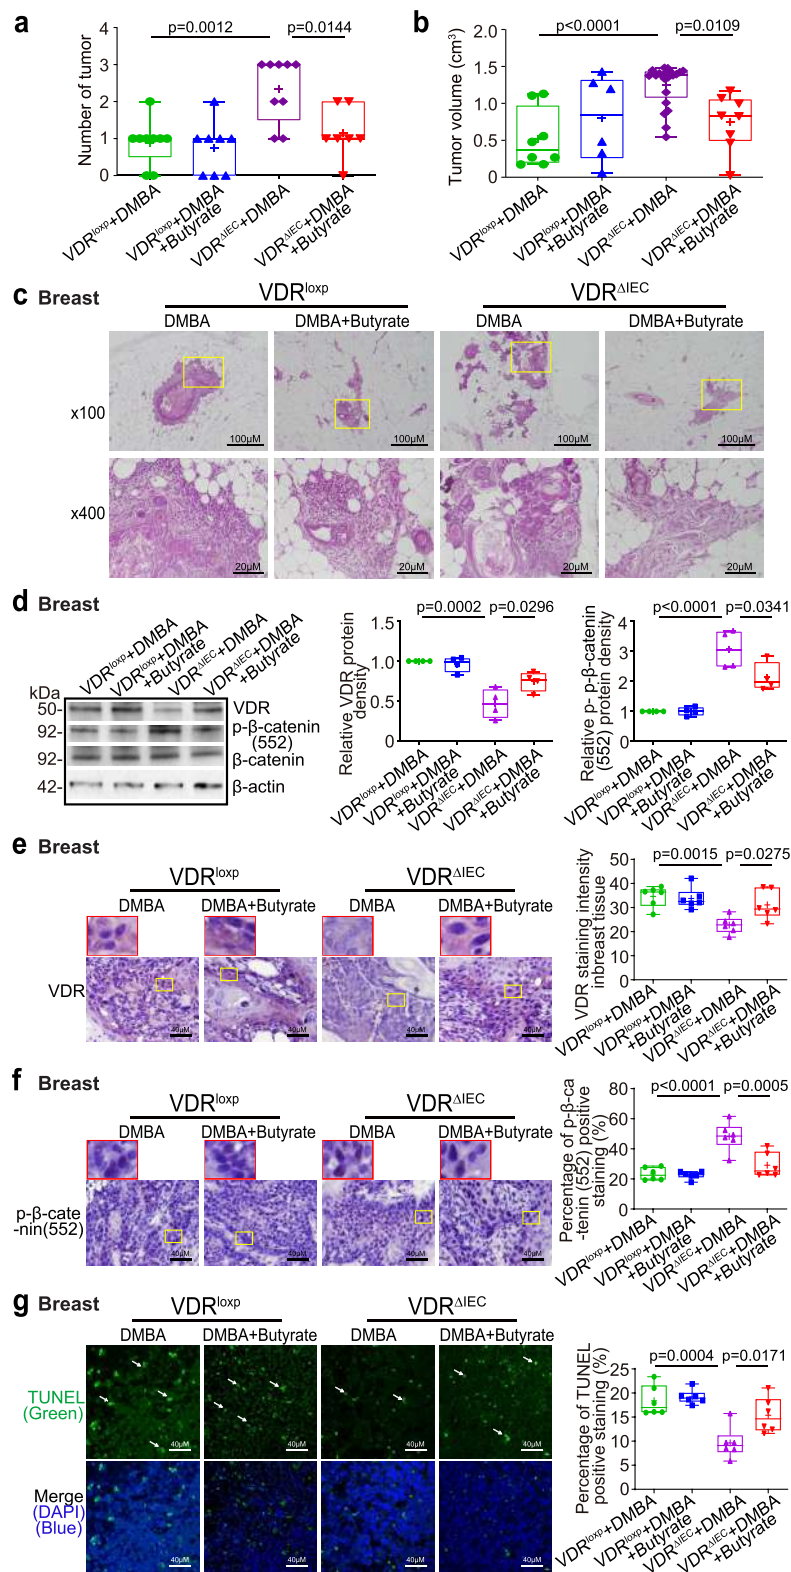 a
p=0.0012
p=0.0144
Number of tumor
4
3
2
1
0
VDRloxp+DMBA
VDRloxp+DMBA
+Butyrate
VDRΔIEC+DMBA
VDRΔIEC+DMBA
+Butyrate
b
p<0.0001
p=0.0109
Tumor volume (cm3)
2.0
1.5
1.0
0.5
0
VDRloxp+DMBA
VDRloxp+DMBA
+Butyrate
VDRΔIEC+DMBA
VDRΔIEC+DMBA
+Butyrate
c Breast
VDRloxp
VDRΔIEC
DMBA
DMBA+Butyrate
DMBA
DMBA+Butyrate
x100
100μM
100μM
100μM
100μM
x400
20μM
20μM
20μM
20μM
d Breast
VDRloxp+DMBA
VDRloxp+DMBA
+Butyrate
VDRΔIEC+DMBA
VDRΔIEC+DMBA
+Butyrate
kDa
50-
VDR
92-
p-β-catenin
(552)
92-
β-catenin
42-
β-actin
p=0.0002
p=0.0296
Relative VDR protein
density
1.5
1.0
0.5
0.0
VDRloxp+DMBA
VDRloxp+DMBA
+Butyrate
VDRΔIEC+DMBA
VDRΔIEC+DMBA
+Butyrate
p<0.0001
p=0.0341
Relative p- p-β-catenin
(552) protein density
4
3
2
1
0
VDRloxp+DMBA
VDRloxp+DMBA
+Butyrate
VDRΔIEC+DMBA
VDRΔIEC+DMBA
+Butyrate
e Breast
VDRloxp
VDRΔIEC
DMBA
DMBA+Butyrate
DMBA
DMBA+Butyrate
VDR
40μM
40μM
40μM
40μM
p=0.0015
p=0.0275
VDR staining intensity
inbreast tissue
50
40
30
20
10
0
VDRloxp+DMBA
VDRloxp+DMBA
+Butyrate
VDRΔIEC+DMBA
VDRΔIEC+DMBA
+Butyrate
f Breast
VDRloxp
VDRΔIEC
DMBA
DMBA+Butyrate
DMBA
DMBA+Butyrate
p-β-cate
-nin(552)
40μM
40μM
40μM
40μM
p<0.0001
p=0.0005
Percentage of p-β-ca
-tenin (552) positive
staining (%)
80
60
40
20
0
VDRloxp+DMBA
VDRloxp+DMBA
+Butyrate
VDRΔIEC+DMBA
VDRΔIEC+DMBA
+Butyrate
g Breast
VDRloxp
VDRΔIEC
DMBA
DMBA+Butyrate
DMBA
DMBA+Butyrate
TUNEL
(Green)
40μM
40μM
40μM
40μM
Merge
(DAPI)
(Blue)
40μM
40μM
40μM
40μM
p=0.0004
p=0.0171
Percentage of TUNEL
positive staining (%)
25
20
15
10
5
0
VDRloxp+DMBA
VDRloxp+DMBA
+Butyrate
VDRΔIEC+DMBA
VDRΔIEC+DMBA
+Butyrate